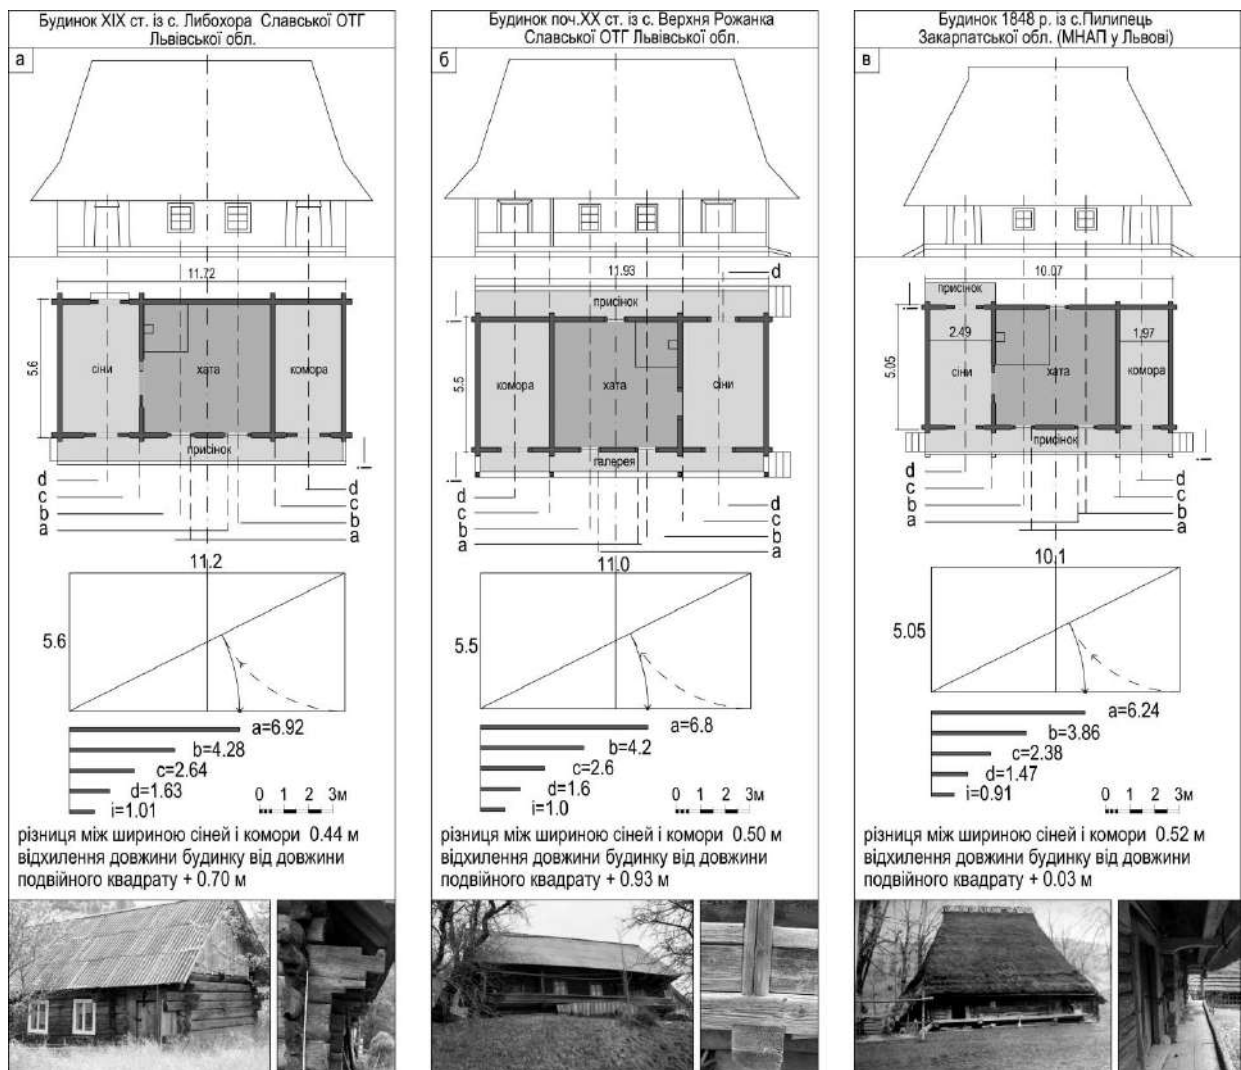 Будинок XIX ст. із с. Либохора Славської ОТГ
Львівської обл.
а
11.72
5.6
сіни
хата
комора
присінок
i
d
c
b
a
d
c
b
a
11.2
5.6
a=6.92
b=4.28
c=2.64
d=1.63
i=1.01
0 1 2 3м
різниця між шириною сіней і комори 0.44 м
відхилення довжини будинку від довжини
подвійного квадрату + 0.70 м
Будинок поч.XX ст. із с. Верхня Рожанка
Славської ОТГ Львівської обл.
б
11.93
d
присінок
i
5.5
комора
хата
сіни
галерея
i
d
c
b
a
d
c
b
a
11.0
5.5
a=6.8
b=4.2
c=2.6
d=1.6
i=1.0
0 1 2 3м
різниця між шириною сіней і комори 0.50 м
відхилення довжини будинку від довжини
подвійного квадрату + 0.93 м
Будинок 1848 р. із с.Пилипець
Закарпатської обл. (МНАП у Львові)
в
10.07
присінок
i
2.49
1.97
5.05
сіни
хата
комора
присінок
i
d
c
b
a
d
c
b
a
10.1
5.05
a=6.24
b=3.86
c=2.38
d=1.47
i=0.91
0 1 2 3м
різниця між шириною сіней і комори 0.52 м
відхилення довжини будинку від довжини
подвійного квадрату + 0.03 м